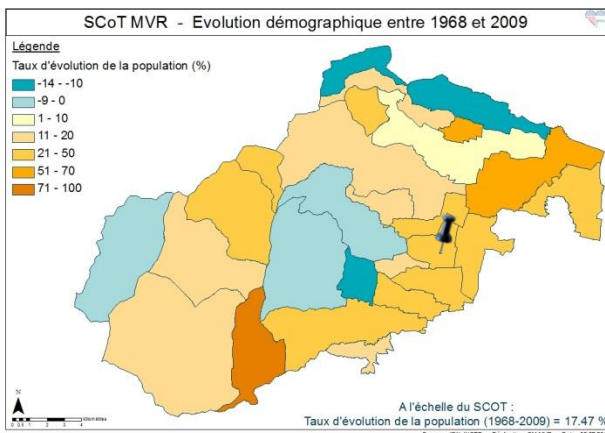 SCoT MVR - Evolution démographique entre 1968 et 2009
Légende
Taux d'évolution de la population (%)
-14 - -10
-9 - 0
1 - 10
11 - 20
21 - 50
51 - 70
71 - 100
N
A l'échelle du SCOT :
Taux d'évolution de la population (1968-2009) = 17.47 %